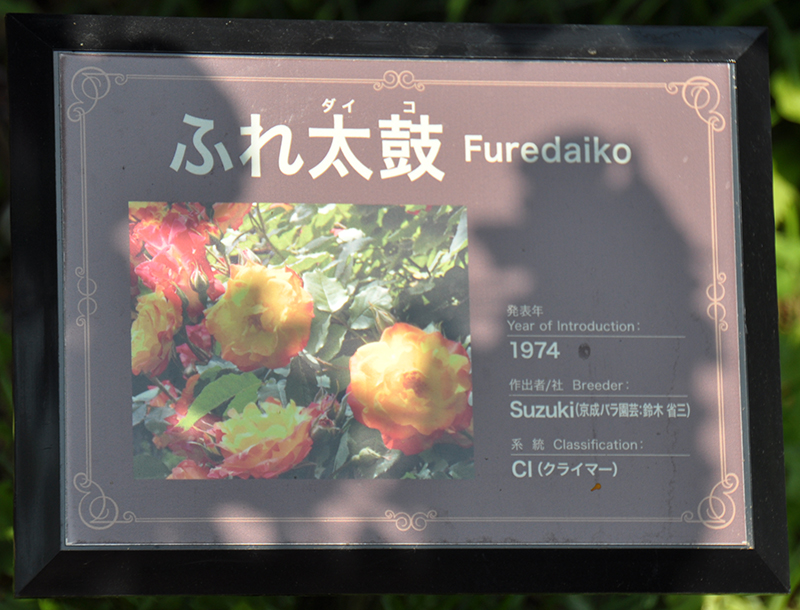 ダイ コ
ふれ太鼓 Furedaiko
発表年
Year of Introduction:
1974
作出者/社 Breeder:
Suzuki(京成バラ園芸:鈴木 省三)
系 統 Classification:
Cl(クライマー)